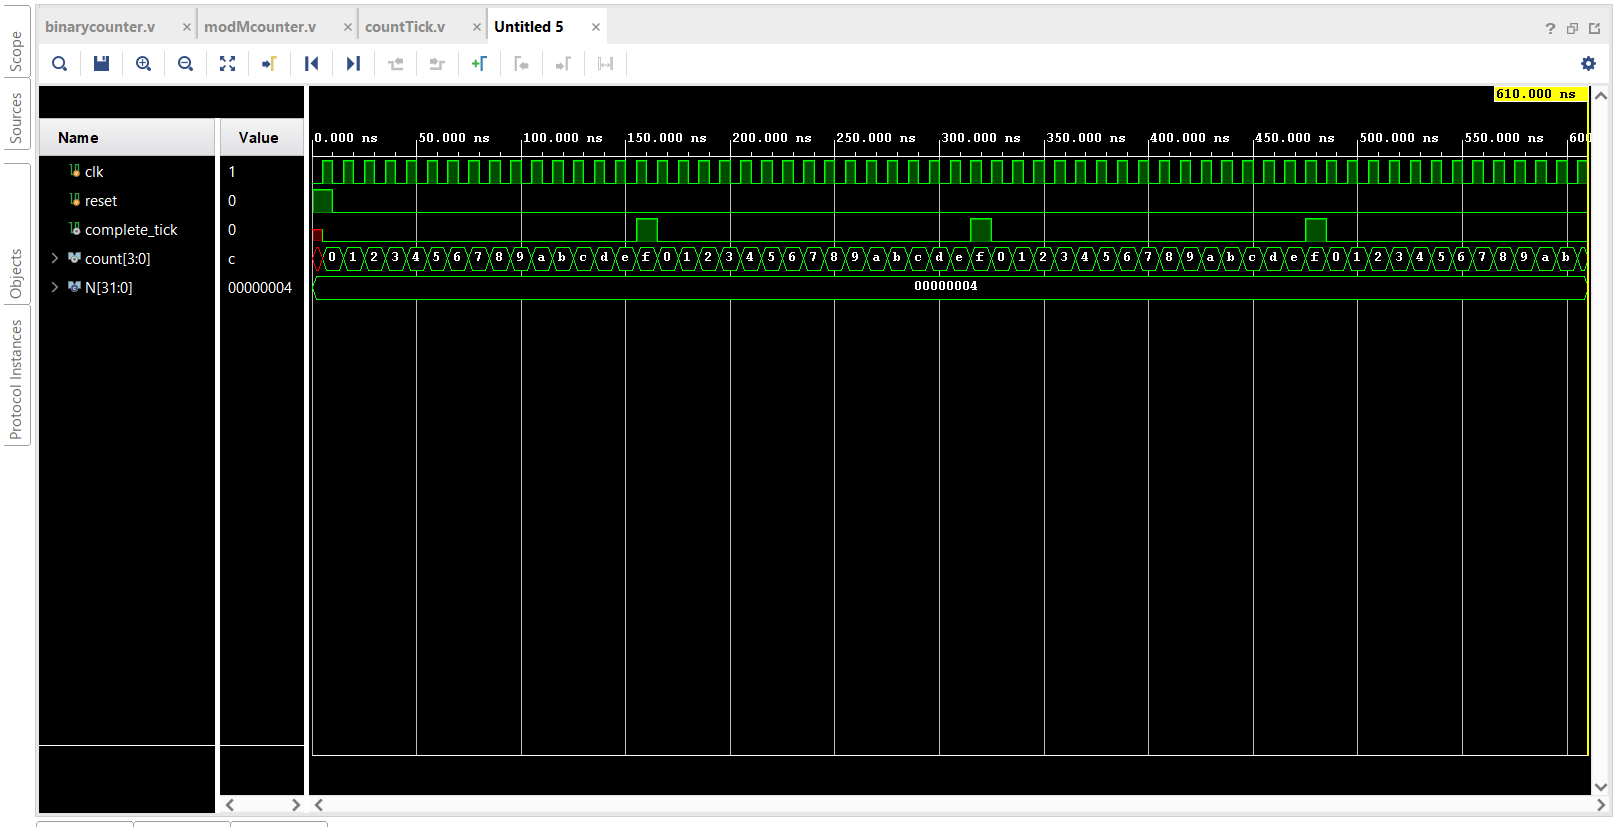 binarycounter.v × modMcounter.v × countTick.v × Untitled 5 × ?
Scope
Sources
Objects
Protocol Instances
610.000 ns
Name Value
0.000 ns 50.000 ns 100.000 ns 150.000 ns 200.000 ns 250.000 ns 300.000 ns 350.000 ns 400.000 ns 450.000 ns 500.000 ns 550.000 ns 600
clk 1
reset 0
complete_tick 0
count[3:0] c 0 1 2 3 4 5 6 7 8 9 a b c d e f 0 1 2 3 4 5 6 7 8 9 a b c d e f 0 1 2 3 4 5 6 7 8 9 a b c d e f 0 1 2 3 4 5 6 7 8 9 a b
N[31:0] 00000004 00000004